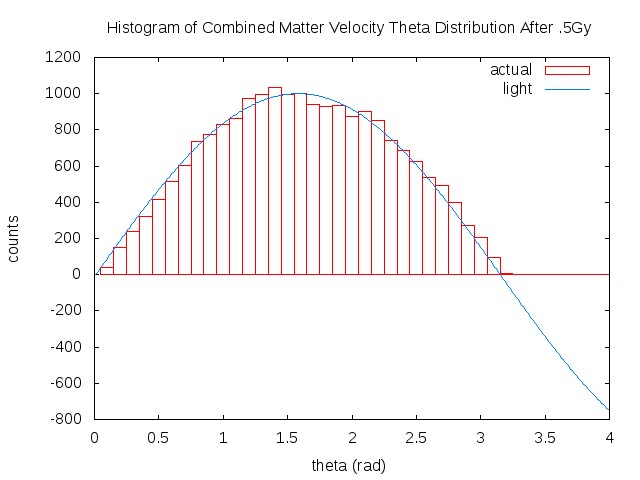 Histogram of Combined Matter Velocity Theta Distribution After .5Gy
1200
1000
800
600
400
200
0
-200
-400
-600
-800
counts
actual
light
0 0.5 1 1.5 2 2.5 3 3.5 4
theta (rad)